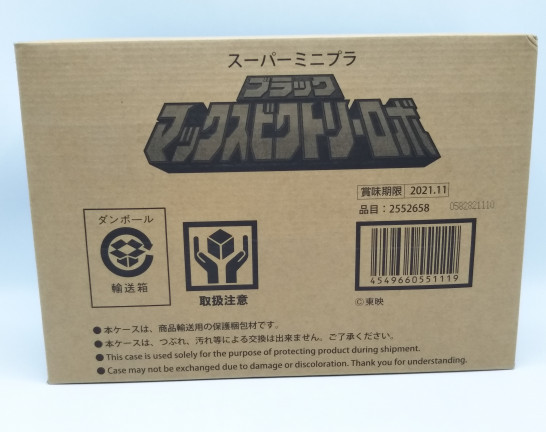 スーパーミニプラ
ブラック
マックスビクトリーロボ
賞味期限 2021.11
品目：2552658 0582821110
4549660551119
ダンボール
輸送箱
取扱注意
©東映
●本ケースは、商品輸送用の保護梱包材です。
●本ケースは、つぶれ、汚れ等による交換は出来ません。ご了承ください。
●This case is used solely for the purpose of protecting product during shipment.
●Case may not be exchanged due to damage or discoloration. Thank you for understanding.